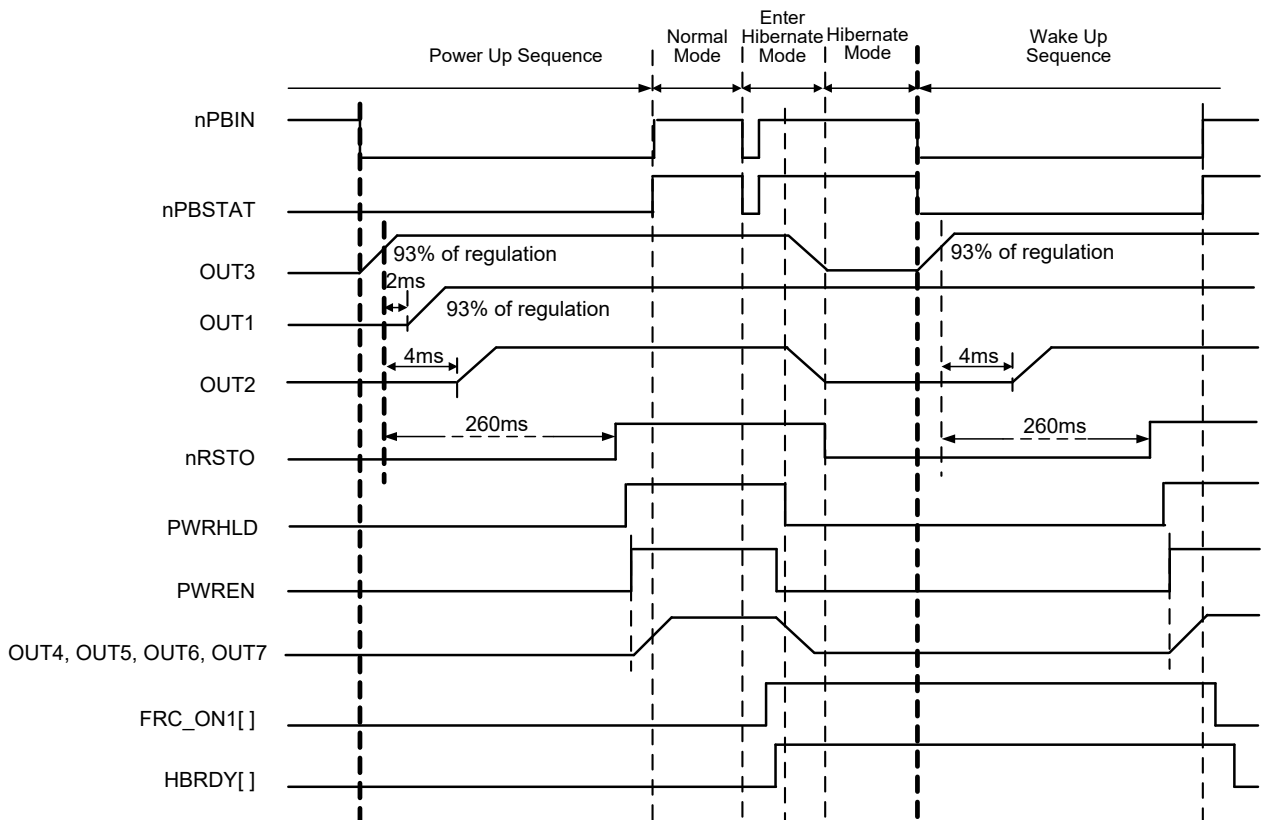 Power Up Sequence
Normal
Mode
Enter
Hibernate
Mode
Hibernate
Mode
Wake Up
Sequence
nPBIN
nPBSTAT
OUT3
93% of regulation
93% of regulation
2ms
OUT1
93% of regulation
OUT2
4ms
4ms
nRSTO
260ms
260ms
PWRHLD
PWREN
OUT4, OUT5, OUT6, OUT7
FRC_ON1[ ]
HBRDY[ ]